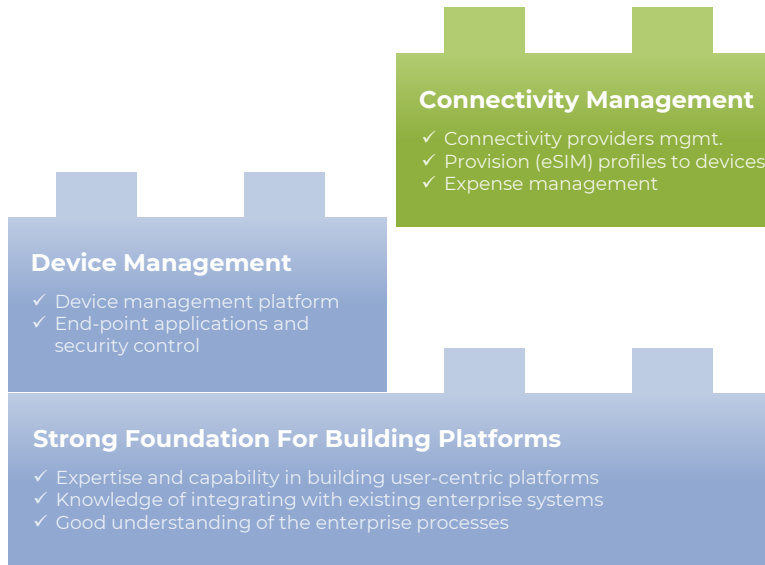 Connectivity Management
✓ Connectivity providers mgmt.
✓ Provision (eSIM) profiles to devices
✓ Expense management
Device Management
✓ Device management platform
✓ End-point applications and
security control
Strong Foundation For Building Platforms
✓ Expertise and capability in building user-centric platforms
✓ Knowledge of integrating with existing enterprise systems
✓ Good understanding of the enterprise processes